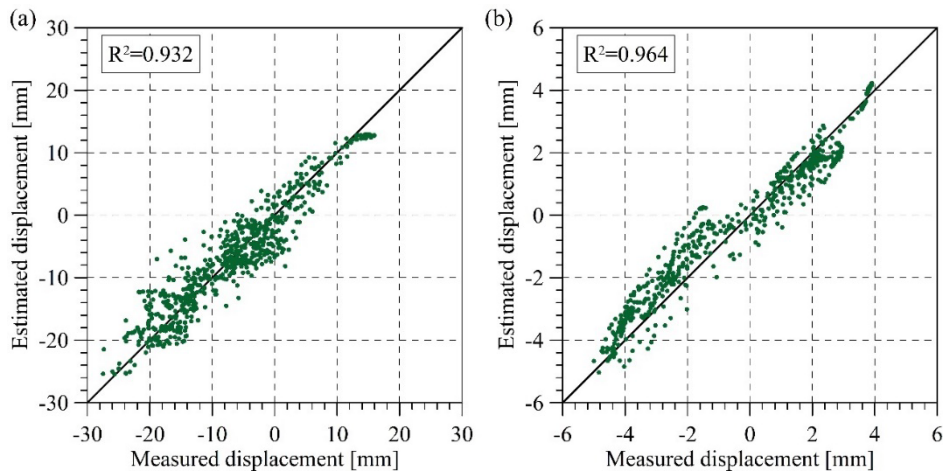 (a)
R²=0.932
Estimated displacement [mm]
30
20
10
0
-10
-20
-30
-30 -20 -10 0 10 20 30
Measured displacement [mm]
(b)
R²=0.964
Estimated displacement [mm]
6
4
2
0
-2
-4
-6
-6 -4 -2 0 2 4 6
Measured displacement [mm]